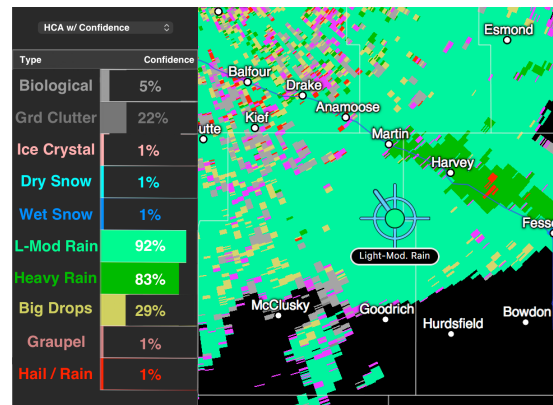 HCA w/ Confidence
Type Confidence
Biological 5%
Grd Clutter 22%
Ice Crystal 1%
Dry Snow 1%
Wet Snow 1%
L-Mod Rain 92%
Heavy Rain 83%
Big Drops 29%
Graupel 1%
Hail / Rain 1%
Esmond
Balfour
Drake
Anamoose
Kief
utte
Martin
Harvey
Fesse
Light-Mod. Rain
McClusky
Goodrich
Hurdsfield
Bowdon